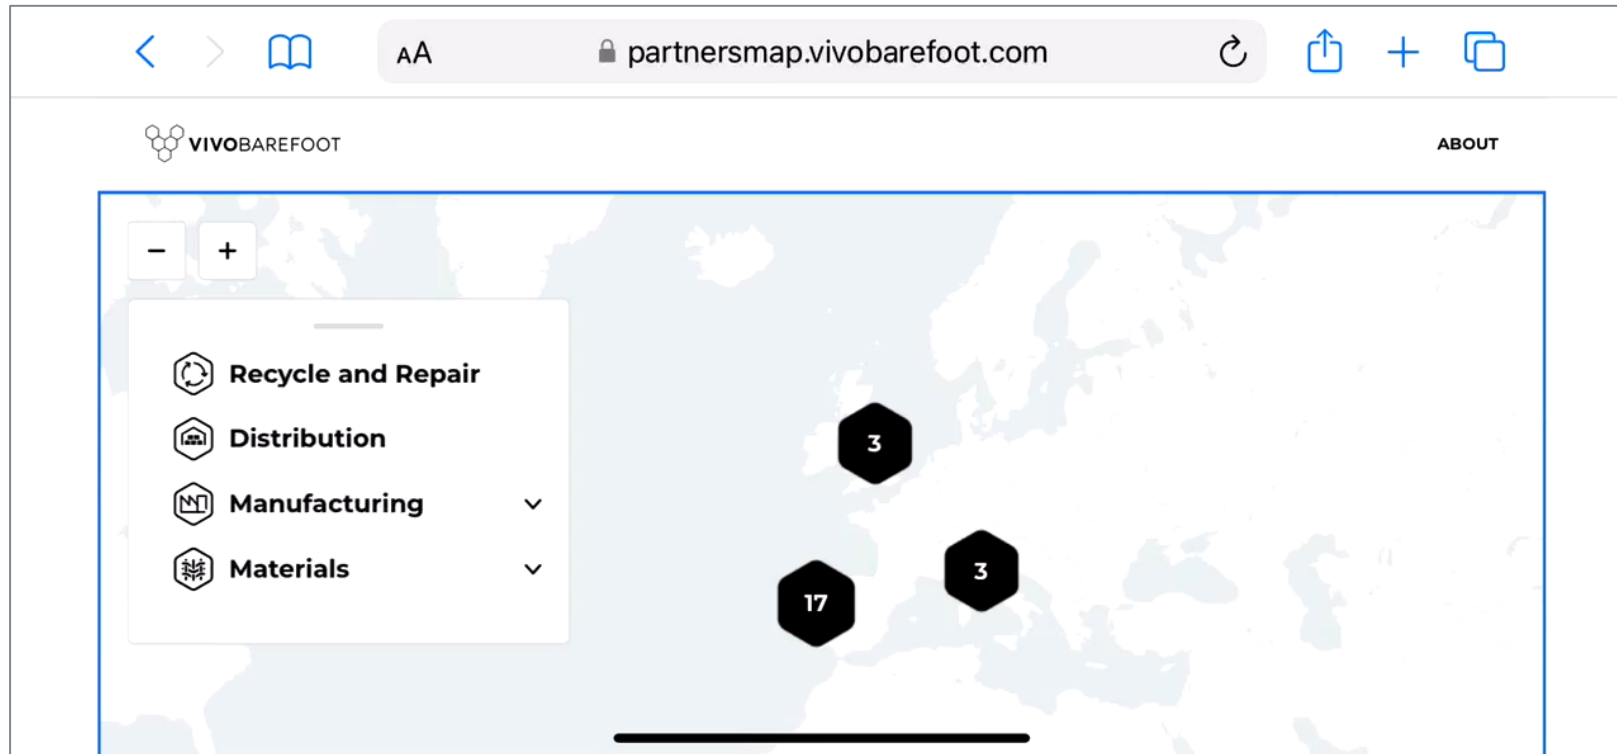 AA
partnersmap.vivobarefoot.com
VIVOBAREFOOT
ABOUT
− +
Recycle and Repair
Distribution
Manufacturing
Materials
3
3
17